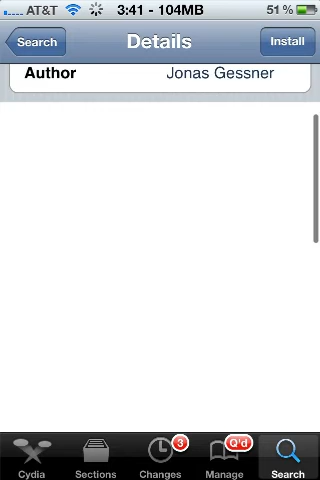 AT&T 3:41 - 104MB 51%
Search Details Install
Author Jonas Gessner
3 Q'd
Cydia Sections Changes Manage Search